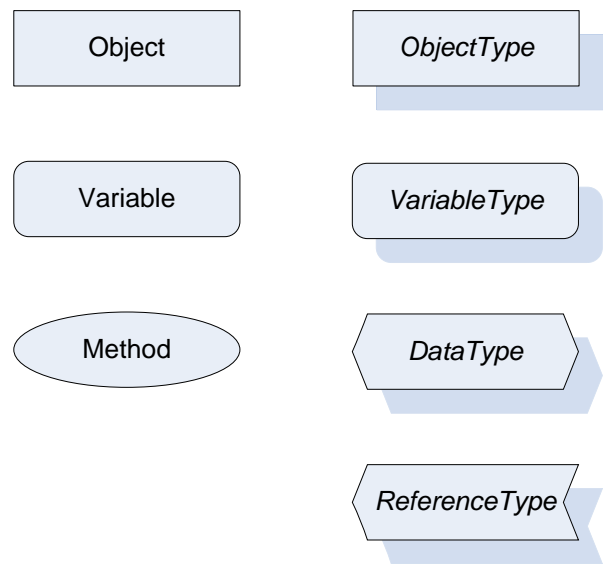 Object
ObjectType
Variable
VariableType
Method
DataType
ReferenceType